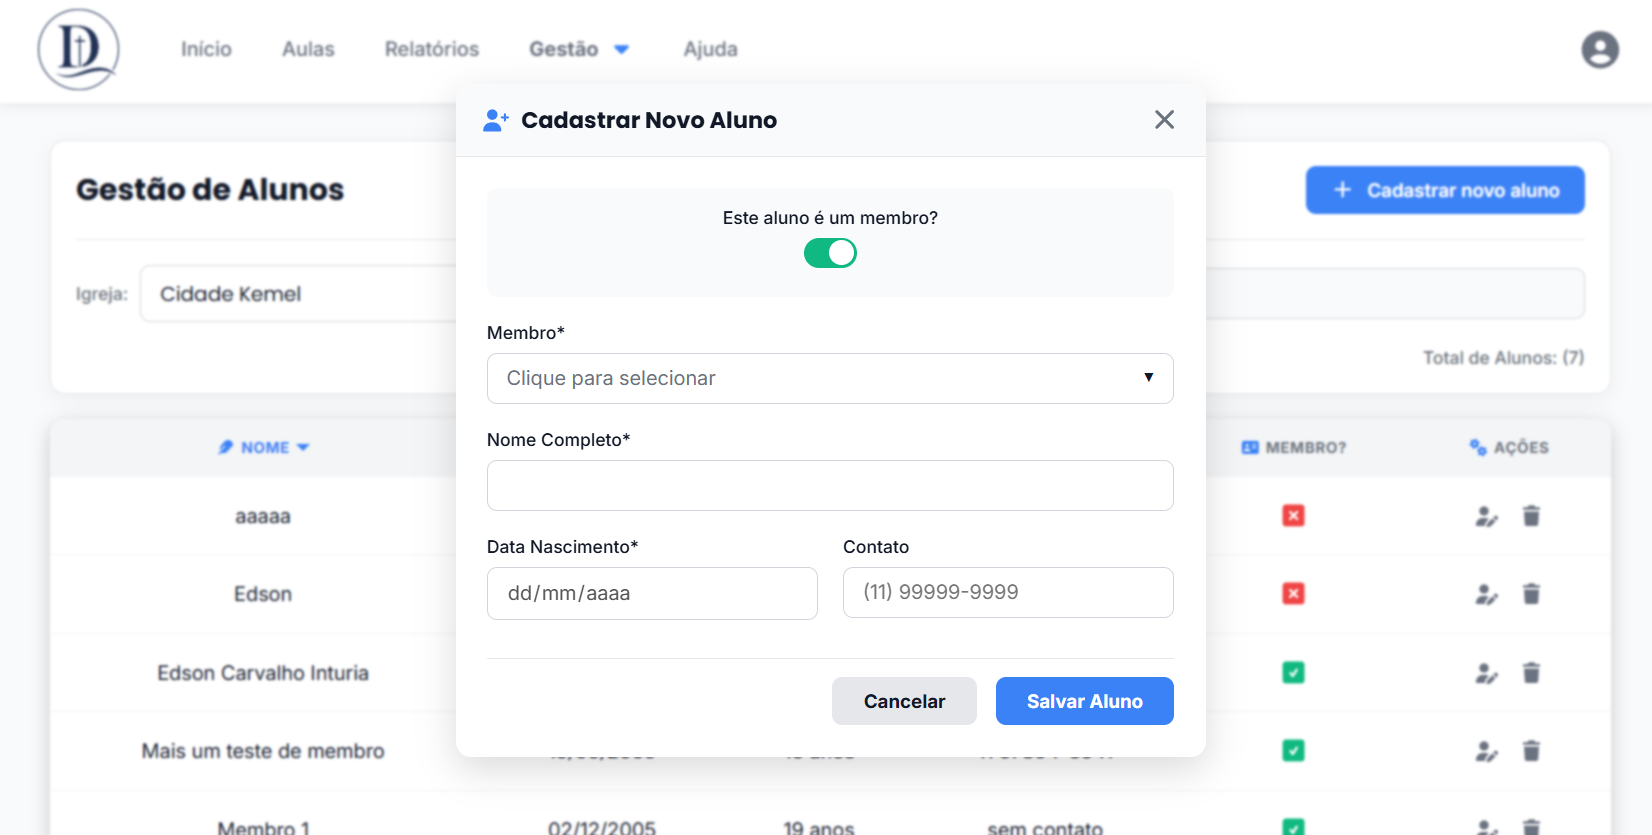 D
Início
Aulas
Relatórios
Gestão
Ajuda
Cadastrar Novo Aluno
Gestão de Alunos
Cadastrar novo aluno
Este aluno é um membro?
Igreja:
Cidade Kemel
Membro*
Total de Alunos: (7)
Clique para selecionar
Nome Completo*
NOME
MEMBRO?
AÇÕES
aaaaa
Data Nascimento*
Contato
dd/mm/aaaa
(11) 99999-9999
Edson
Edson Carvalho Inturia
Cancelar
Salvar Aluno
Mais um teste de membro
Membro 1
02/12/2005
19 anos
sem contato